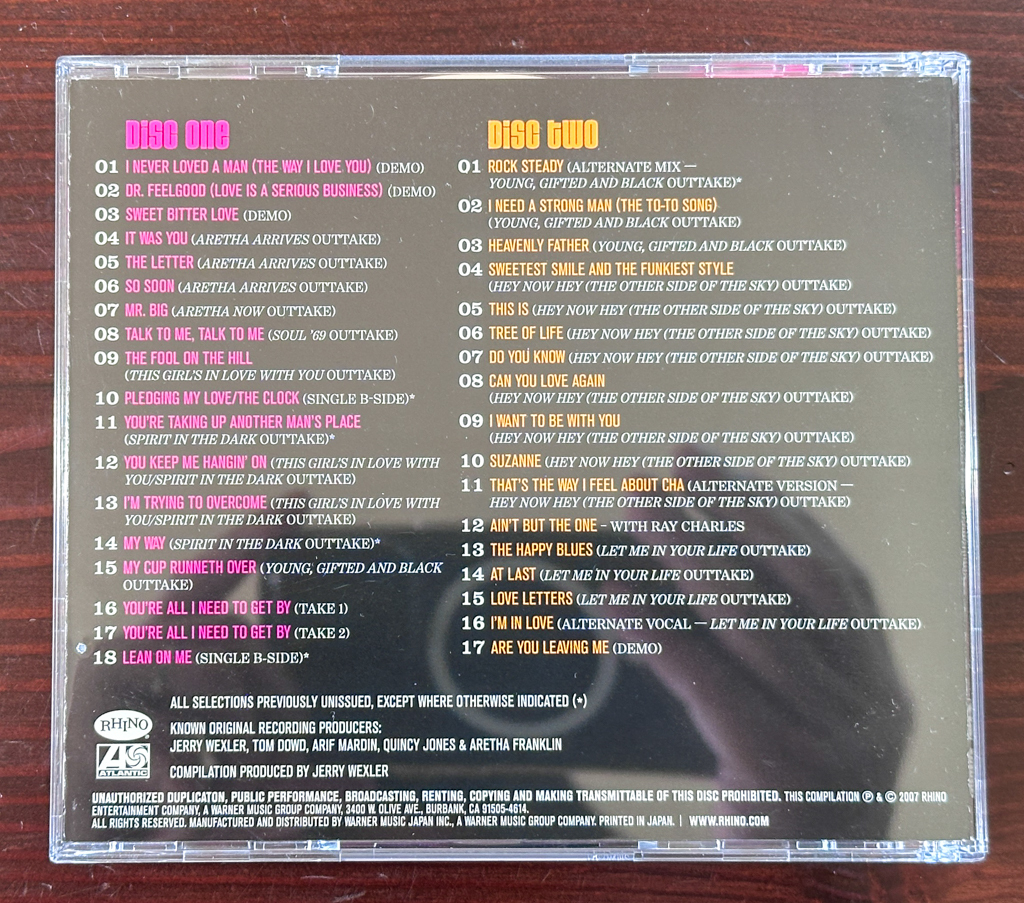 DISC ONE
01 I NEVER LOVED A MAN (THE WAY I LOVE YOU) (DEMO)
02 DR. FEELGOOD (LOVE IS A SERIOUS BUSINESS) (DEMO)
03 SWEET BITTER LOVE (DEMO)
04 IT WAS YOU (ARETHA ARRIVES OUTTAKE)
05 THE LETTER (ARETHA ARRIVES OUTTAKE)
06 SO SOON (ARETHA ARRIVES OUTTAKE)
07 MR. BIG (ARETHA NOW OUTTAKE)
08 TALK TO ME, TALK TO ME (SOUL '69 OUTTAKE)
09 THE FOOL ON THE HILL
(THIS GIRL'S IN LOVE WITH YOU OUTTAKE)
10 PLEDGING MY LOVE/THE CLOCK (SINGLE B-SIDE)*
11 YOU'RE TAKING UP ANOTHER MAN'S PLACE
(SPIRIT IN THE DARK OUTTAKE)*
12 YOU KEEP ME HANGIN' ON (THIS GIRL'S IN LOVE WITH
YOU/SPIRIT IN THE DARK OUTTAKE)
13 I'M TRYING TO OVERCOME (THIS GIRL'S IN LOVE WITH
YOU/SPIRIT IN THE DARK OUTTAKE)
14 MY WAY (SPIRIT IN THE DARK OUTTAKE)*
15 MY CUP RUNNETH OVER (YOUNG, GIFTED AND BLACK
OUTTAKE)
16 YOU'RE ALL I NEED TO GET BY (TAKE 1)
17 YOU'RE ALL I NEED TO GET BY (TAKE 2)
18 LEAN ON ME (SINGLE B-SIDE)*
DISC TWO
01 ROCK STEADY (ALTERNATE MIX —
YOUNG, GIFTED AND BLACK OUTTAKE)*
02 I NEED A STRONG MAN (THE TO-TO SONG)
(YOUNG, GIFTED AND BLACK OUTTAKE)
03 HEAVENLY FATHER (YOUNG, GIFTED AND BLACK OUTTAKE)
04 SWEETEST SMILE AND THE FUNKIEST STYLE
(HEY NOW HEY (THE OTHER SIDE OF THE SKY) OUTTAKE)
05 THIS IS (HEY NOW HEY (THE OTHER SIDE OF THE SKY) OUTTAKE)
06 TREE OF LIFE (HEY NOW HEY (THE OTHER SIDE OF THE SKY) OUTTAKE)
07 DO YOU KNOW (HEY NOW HEY (THE OTHER SIDE OF THE SKY) OUTTAKE)
08 CAN YOU LOVE AGAIN
(HEY NOW HEY (THE OTHER SIDE OF THE SKY) OUTTAKE)
09 I WANT TO BE WITH YOU
(HEY NOW HEY (THE OTHER SIDE OF THE SKY) OUTTAKE)
10 SUZANNE (HEY NOW HEY (THE OTHER SIDE OF THE SKY) OUTTAKE)
11 THAT'S THE WAY I FEEL ABOUT CHA (ALTERNATE VERSION —
HEY NOW HEY (THE OTHER SIDE OF THE SKY) OUTTAKE)
12 AIN'T BUT THE ONE – WITH RAY CHARLES
13 THE HAPPY BLUES (LET ME IN YOUR LIFE OUTTAKE)
14 AT LAST (LET ME IN YOUR LIFE OUTTAKE)
15 LOVE LETTERS (LET ME IN YOUR LIFE OUTTAKE)
16 I'M IN LOVE (ALTERNATE VOCAL — LET ME IN YOUR LIFE OUTTAKE)
17 ARE YOU LEAVING ME (DEMO)
ALL SELECTIONS PREVIOUSLY UNISSUED, EXCEPT WHERE OTHERWISE INDICATED (*)
RHINO
KNOWN ORIGINAL RECORDING PRODUCERS:
JERRY WEXLER, TOM DOWD, ARIF MARDIN, QUINCY JONES & ARETHA FRANKLIN
ATLANTIC
COMPILATION PRODUCED BY JERRY WEXLER
UNAUTHORIZED DUPLICATON, PUBLIC PERFORMANCE, BROADCASTING, RENTING, COPYING AND MAKING TRANSMITTABLE OF THIS DISC PROHIBITED. THIS COMPILATION ℗ & © 2007 RHINO
ENTERTAINMENT COMPANY, A WARNER MUSIC GROUP COMPANY, 3400 W. OLIVE AVE., BURBANK, CA 91505-4614.
ALL RIGHTS RESERVED. MANUFACTURED AND DISTRIBUTED BY WARNER MUSIC JAPAN INC., A WARNER MUSIC GROUP COMPANY. PRINTED IN JAPAN. | WWW.RHINO.COM